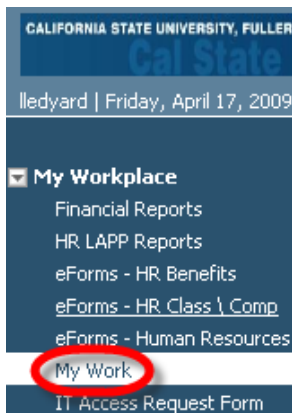 CALIFORNIA STATE UNIVERSITY, FULLER
Cal State
lledyard | Friday, April 17, 2009
My Workplace
Financial Reports
HR LAPP Reports
eForms - HR Benefits
eForms - HR Class \ Comp
eForms - Human Resources
My Work
IT Access Request Form